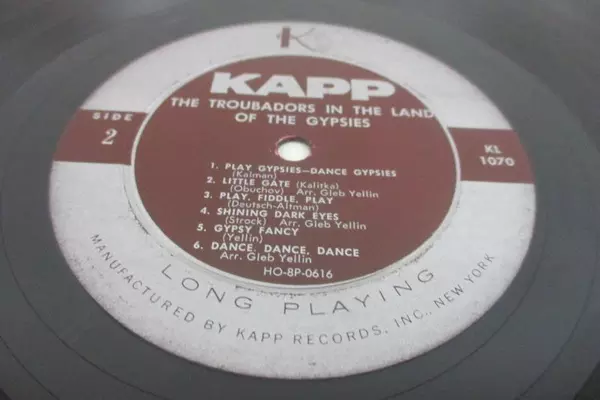 K
KAPP
THE TROUBADORS IN THE LAND
OF THE GYPSIES
SIDE
2
KL
1070
1. PLAY GYPSIES—DANCE GYPSIES
(Kalman)
2. LITTLE GATE (Kalitka)
(Obuchov) Arr. Gleb Yellin
3. PLAY, FIDDLE, PLAY
(Deutsch-Altman)
4. SHINING DARK EYES
(Strock) Arr. Gleb Yellin
5. GYPSY FANCY
(Yellin)
6. DANCE, DANCE, DANCE
Arr. Gleb Yellin
HO-8P-0616
LONG PLAYING
MANUFACTURED BY KAPP RECORDS, INC., NEW YORK